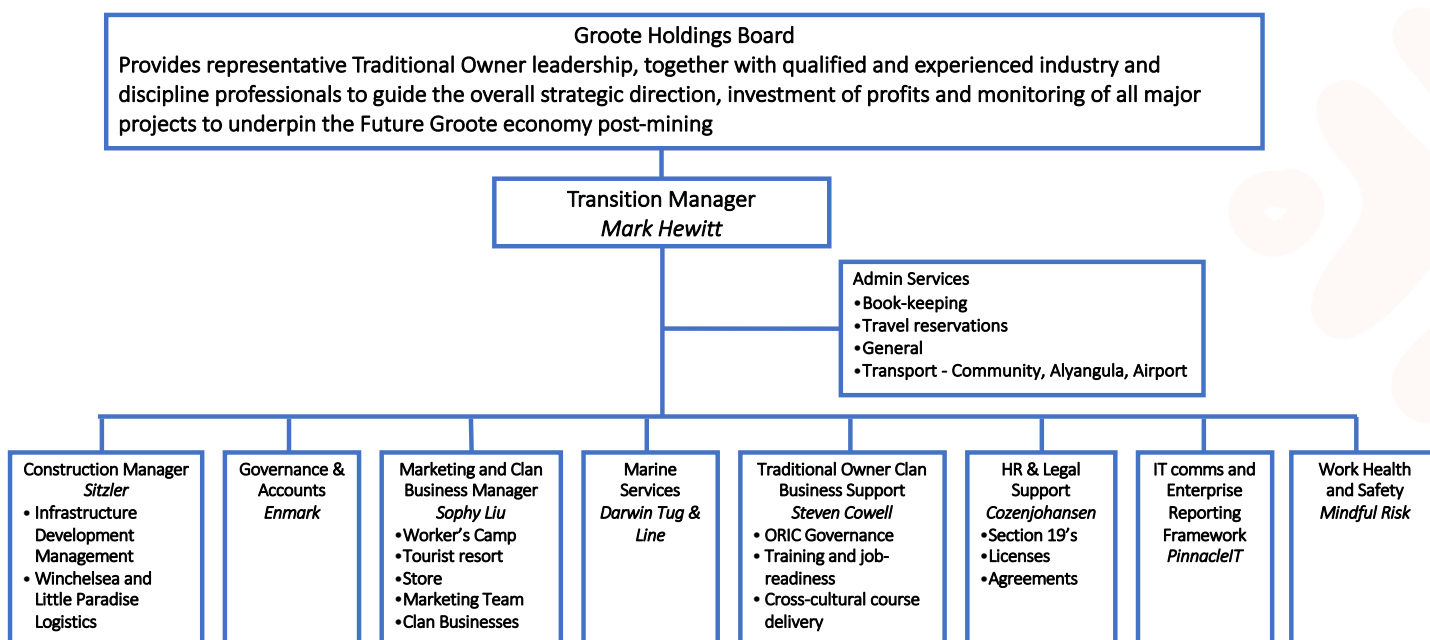 Groote Holdings Board
Provides representative Traditional Owner leadership, together with qualified and experienced industry and
discipline professionals to guide the overall strategic direction, investment of profits and monitoring of all major
projects to underpin the Future Groote economy post-mining
Transition Manager
Mark Hewitt
Admin Services
•Book-keeping
•Travel reservations
•General
•Transport - Community, Alyangula, Airport
Construction Manager
Sitzler
• Infrastructure
Development
Management
• Winchelsea and
Little Paradise
Logistics
Governance &
Accounts
Enmark
Marketing and Clan
Business Manager
Sophy Liu
•Worker's Camp
•Tourist resort
•Store
•Marketing Team
•Clan Businesses
Marine
Services
Darwin Tug &
Line
Traditional Owner Clan
Business Support
Steven Cowell
• ORIC Governance
• Training and job-
readiness
• Cross-cultural course
delivery
HR & Legal
Support
Cozenjohansen
•Section 19's
•Licenses
•Agreements
IT comms and
Enterprise
Reporting
Framework
PinnacleIT
Work Health
and Safety
Mindful Risk